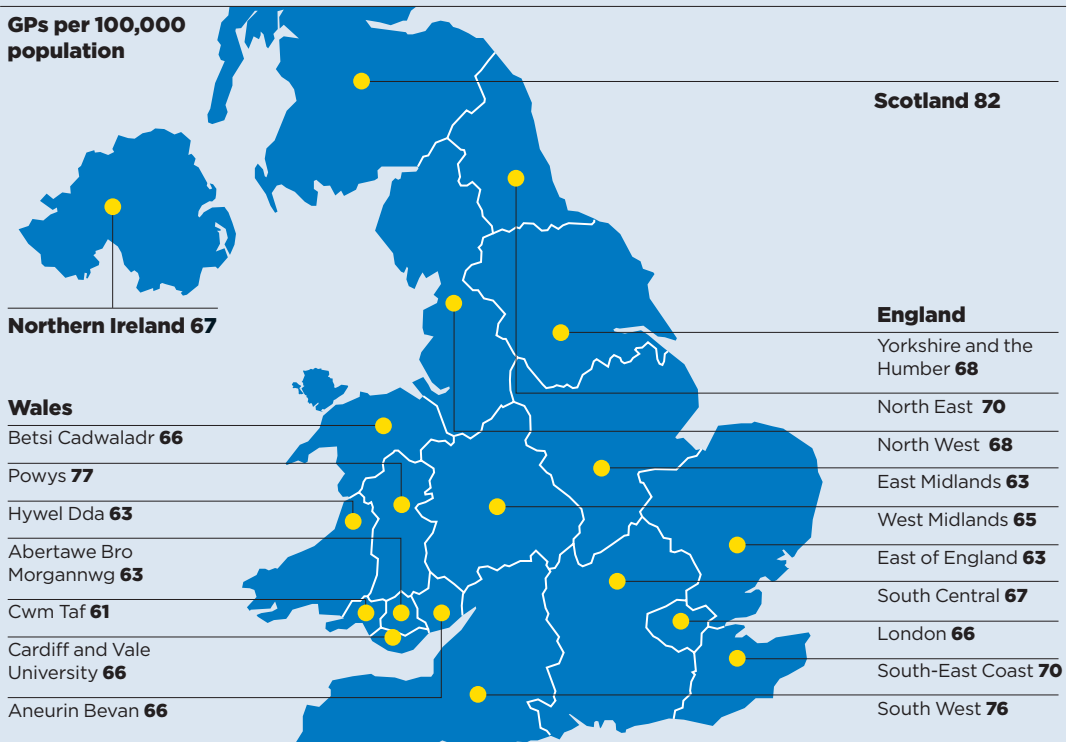 GPs per 100,000
population
Scotland 82
Northern Ireland 67
Wales
Betsi Cadwaladr 66
Powys 77
Hywel Dda 63
Abertawe Bro
Morgannwg 63
Cwm Taf 61
Cardiff and Vale
University 66
Aneurin Bevan 66
England
Yorkshire and the
Humber 68
North East 70
North West 68
East Midlands 63
West Midlands 65
East of England 63
South Central 67
London 66
South-East Coast 70
South West 76